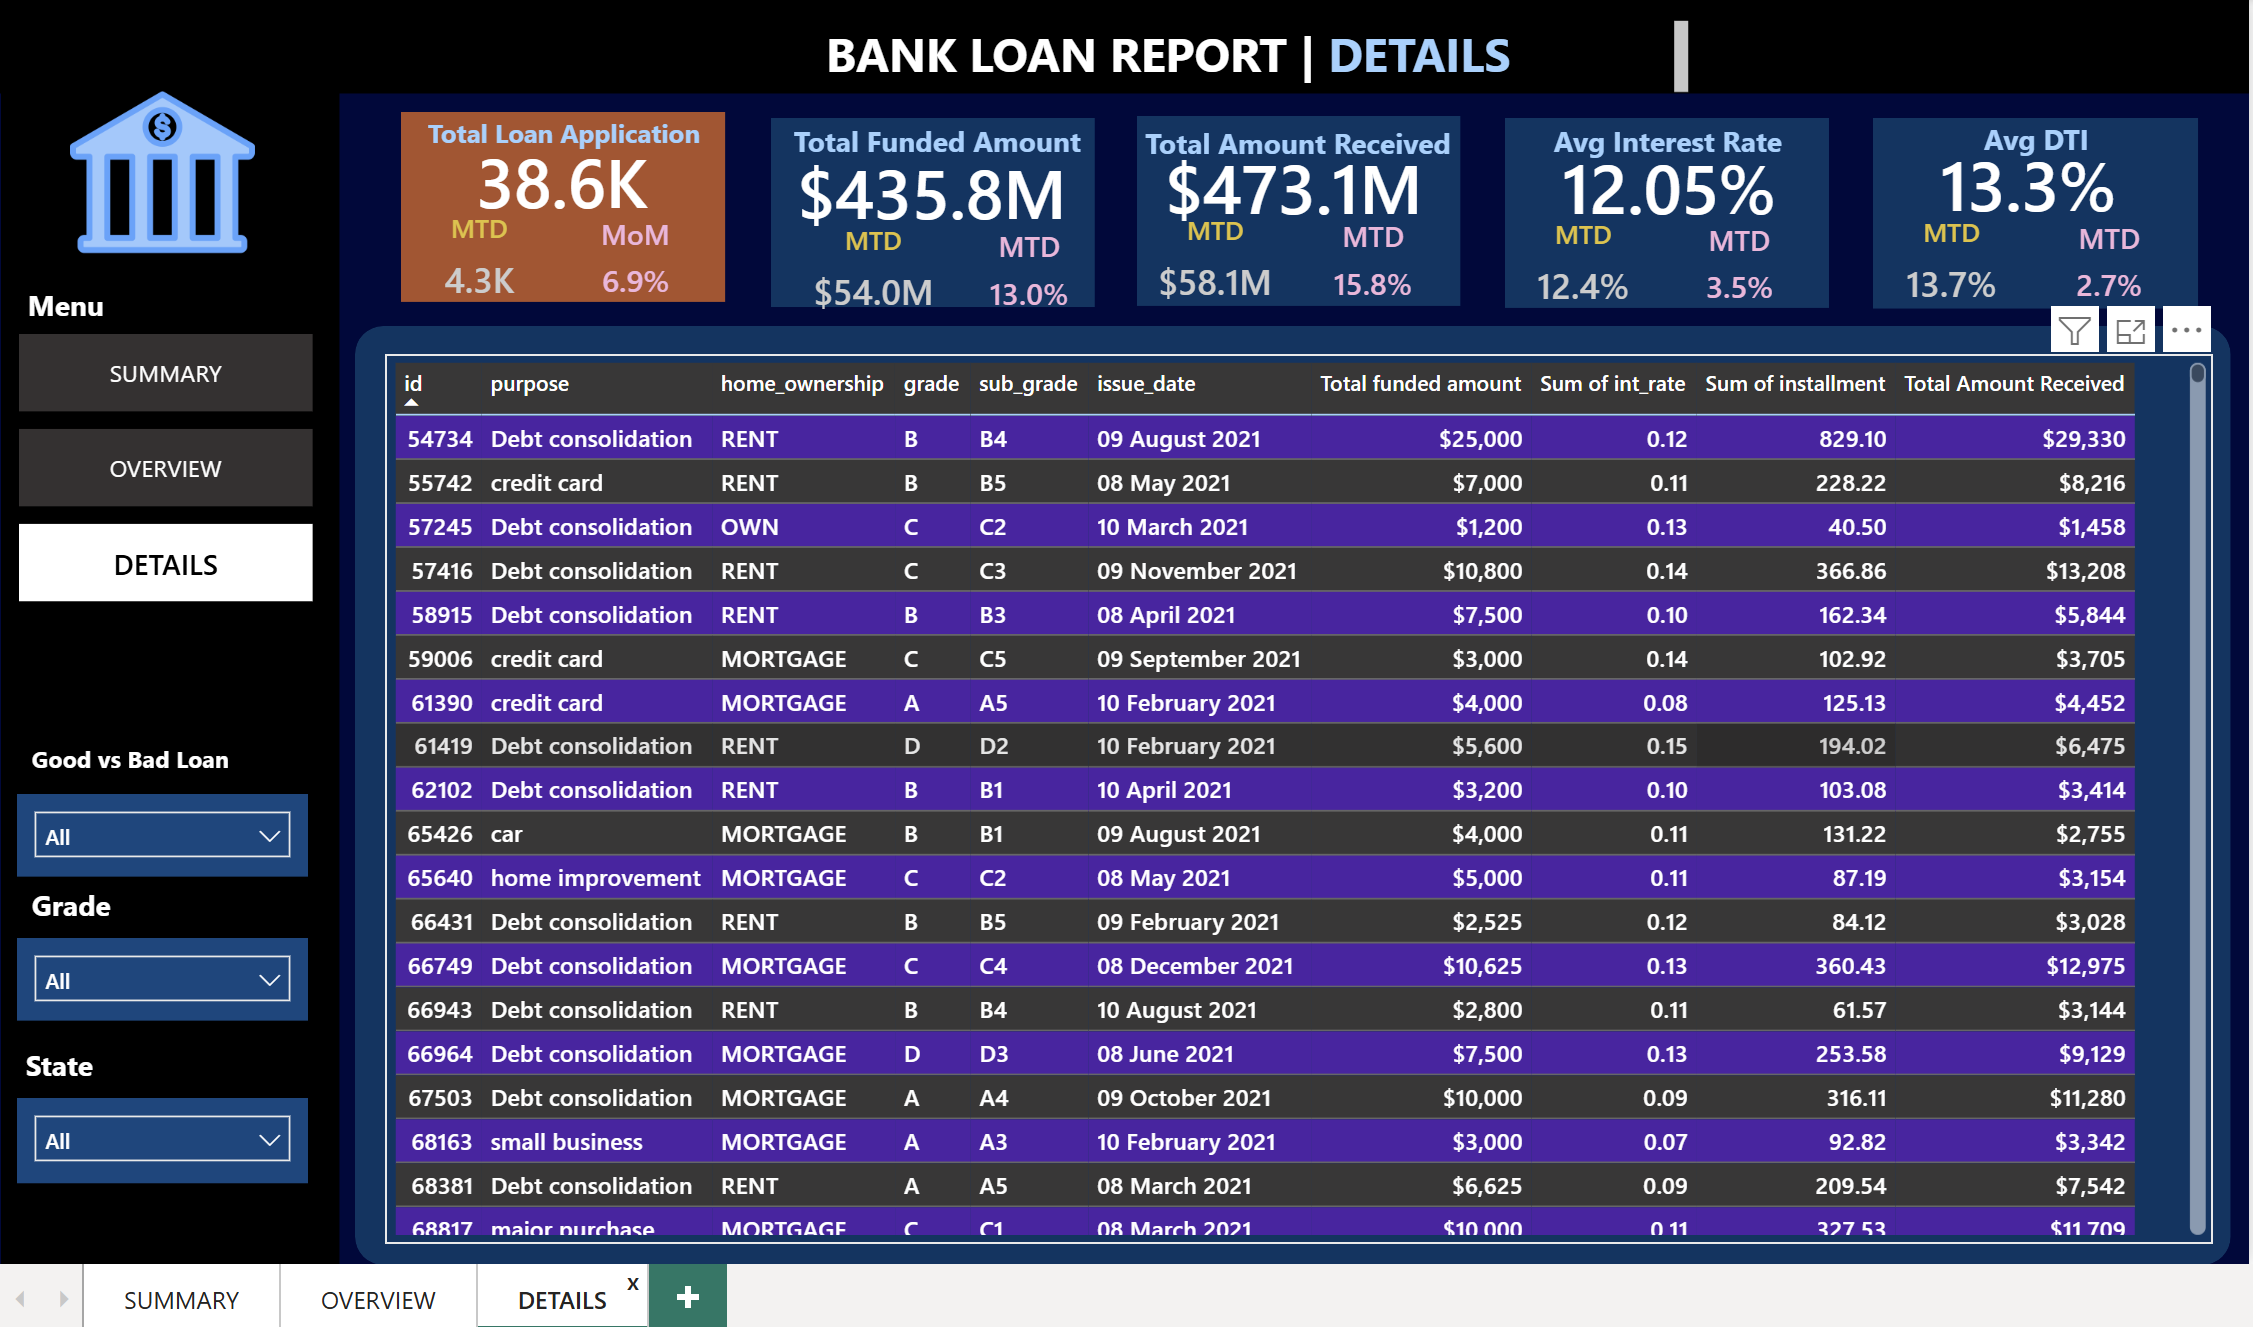 BANK LOAN REPORT | DETAILS
Total Loan Application
38.6K
MTD MoM
4.3K 6.9%
Total Funded Amount
$435.8M
MTD MTD
$54.0M 13.0%
Total Amount Received
$473.1M
MTD MTD
$58.1M 15.8%
Avg Interest Rate
12.05%
MTD MTD
12.4% 3.5%
Avg DTI
13.3%
MTD MTD
13.7% 2.7%
$
Menu
SUMMARY
OVERVIEW
DETAILS
Good vs Bad Loan
All
Grade
All
State
All
id purpose home_ownership grade sub_grade issue_date Total funded amount Sum of int_rate Sum of installment Total Amount Received
54734 Debt consolidation RENT B B4 09 August 2021 $25,000 0.12 829.10 $29,330
55742 credit card RENT B B5 08 May 2021 $7,000 0.11 228.22 $8,216
57245 Debt consolidation OWN C C2 10 March 2021 $1,200 0.13 40.50 $1,458
57416 Debt consolidation RENT C C3 09 November 2021 $10,800 0.14 366.86 $13,208
58915 Debt consolidation RENT B B3 08 April 2021 $7,500 0.10 162.34 $5,844
59006 credit card MORTGAGE C C5 09 September 2021 $3,000 0.14 102.92 $3,705
61390 credit card MORTGAGE A A5 10 February 2021 $4,000 0.08 125.13 $4,452
61419 Debt consolidation RENT D D2 10 February 2021 $5,600 0.15 194.02 $6,475
62102 Debt consolidation RENT B B1 10 April 2021 $3,200 0.10 103.08 $3,414
65426 car MORTGAGE B B1 09 August 2021 $4,000 0.11 131.22 $2,755
65640 home improvement MORTGAGE C C2 08 May 2021 $5,000 0.11 87.19 $3,154
66431 Debt consolidation RENT B B5 09 February 2021 $2,525 0.12 84.12 $3,028
66749 Debt consolidation MORTGAGE C C4 08 December 2021 $10,625 0.13 360.43 $12,975
66943 Debt consolidation RENT B B4 10 August 2021 $2,800 0.11 61.57 $3,144
66964 Debt consolidation MORTGAGE D D3 08 June 2021 $7,500 0.13 253.58 $9,129
67503 Debt consolidation MORTGAGE A A4 09 October 2021 $10,000 0.09 316.11 $11,280
68163 small business MORTGAGE A A3 10 February 2021 $3,000 0.07 92.82 $3,342
68381 Debt consolidation RENT A A5 08 March 2021 $6,625 0.09 209.54 $7,542
68817 major purchase MORTGAGE C C1 08 March 2021 $10,000 0.11 327.53 $11,709
SUMMARY OVERVIEW DETAILS x +